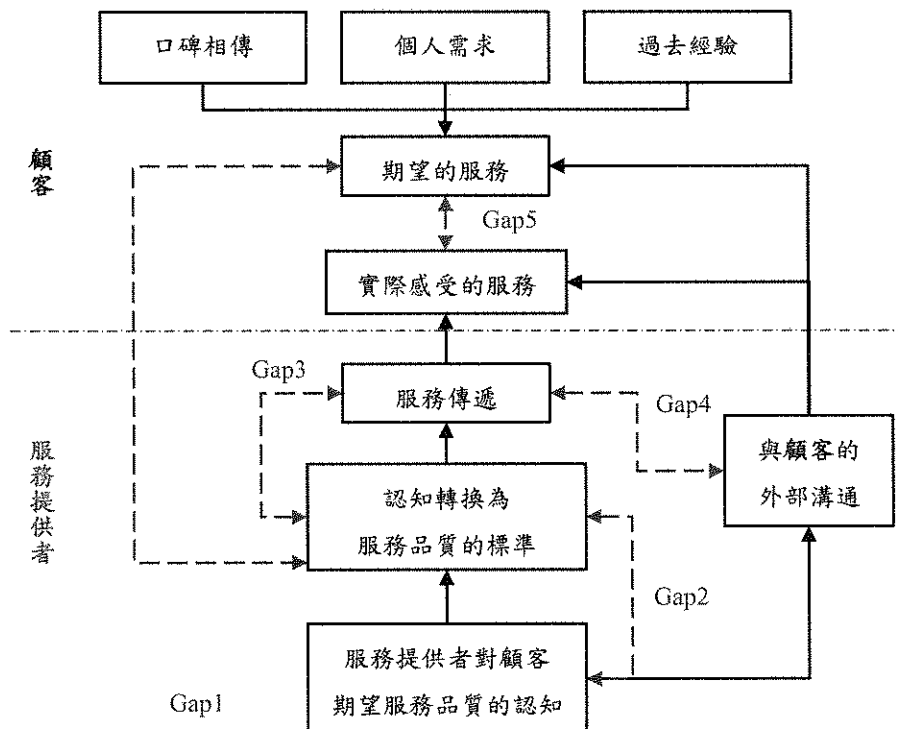 口碑相傳
個人需求
過去經驗
顧客
期望的服務
Gap5
實際感受的服務
Gap3
服務傳遞
Gap4
服務提供者
與顧客的
外部溝通
認知轉換為
服務品質的標準
Gap2
服務提供者對顧客
期望服務品質的認知
Gap1